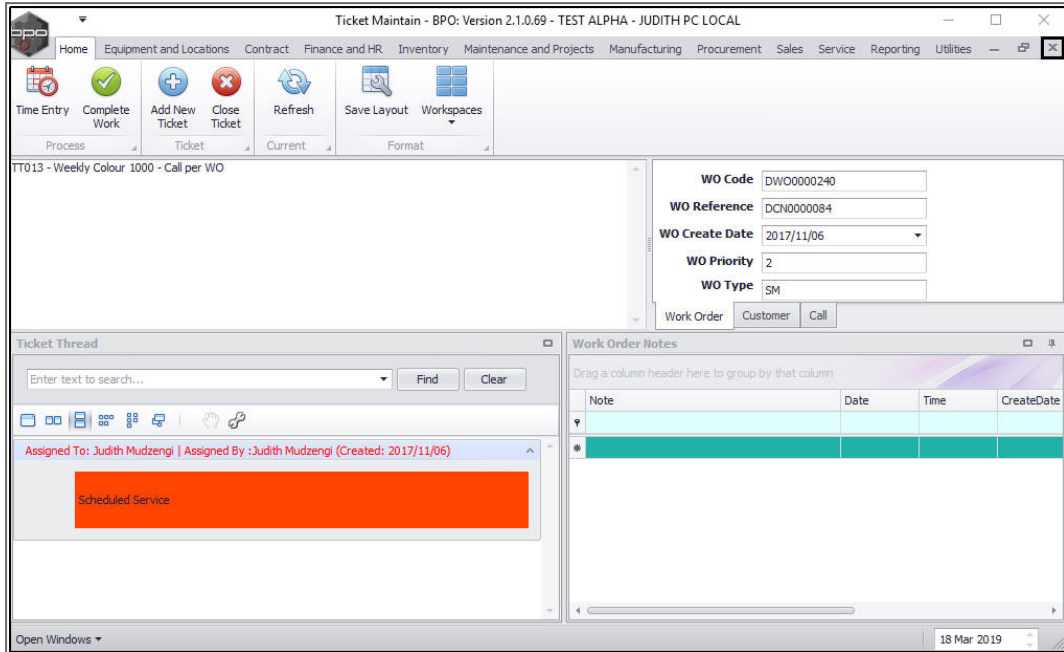 Ticket Maintain - BPO: Version 2.1.0.69 - TEST ALPHA - JUDITH PC LOCAL
bpo
Home Equipment and Locations Contract Finance and HR Inventory Maintenance and Projects Manufacturing Procurement Sales Service Reporting Utilities
Time Entry Complete Work Add New Ticket Close Ticket Refresh Save Layout Workspaces
Process Ticket Current Format
TT013 - Weekly Colour 1000 - Call per WO
WO Code DWO0000240
WO Reference DCN0000084
WO Create Date 2017/11/06
WO Priority 2
WO Type SM
Work Order Customer Call
Ticket Thread
Enter text to search... Find Clear
Assigned To: Judith Mudzengi | Assigned By :Judith Mudzengi (Created: 2017/11/06)
Scheduled Service
Work Order Notes
Drag a column header here to group by that column
Note Date Time CreateDate
Open Windows 18 Mar 2019